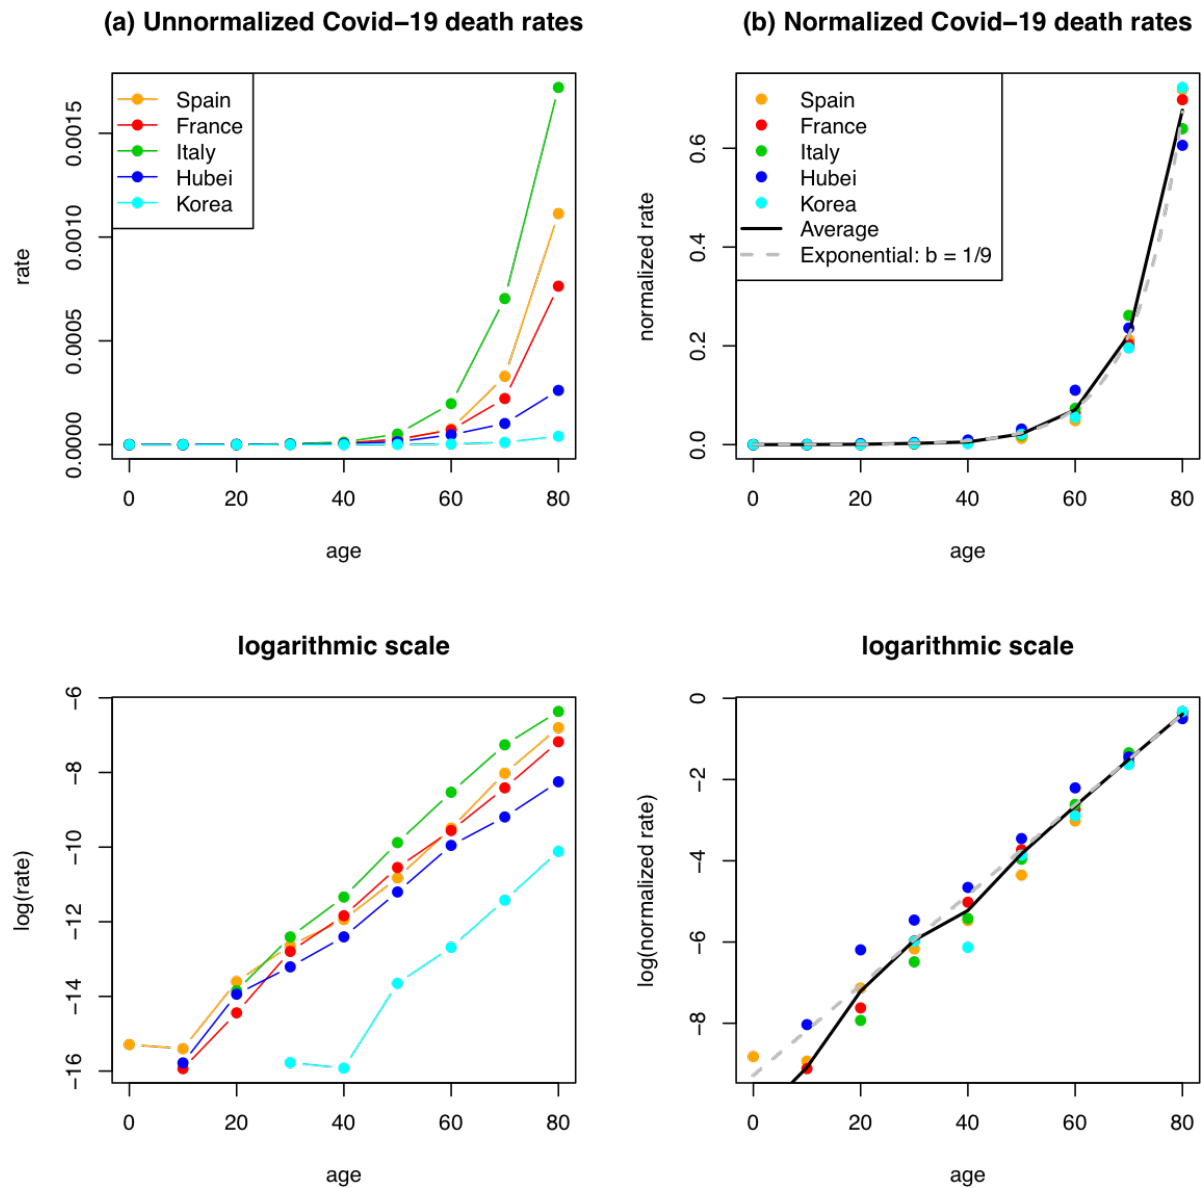 (a) Unnormalized Covid−19 death rates
Spain
France
Italy
Hubei
Korea
rate
0.0015
0.0010
0.0005
0.0000
0 20 40 60 80
age
(b) Normalized Covid−19 death rates
Spain
France
Italy
Hubei
Korea
Average
Exponential: b = 1/9
normalized rate
0.6
0.4
0.2
0.0
0 20 40 60 80
age
logarithmic scale
log(rate)
−6
−8
−10
−12
−14
−16
0 20 40 60 80
age
logarithmic scale
log(normalized rate)
0
−2
−4
−6
−8
0 20 40 60 80
age